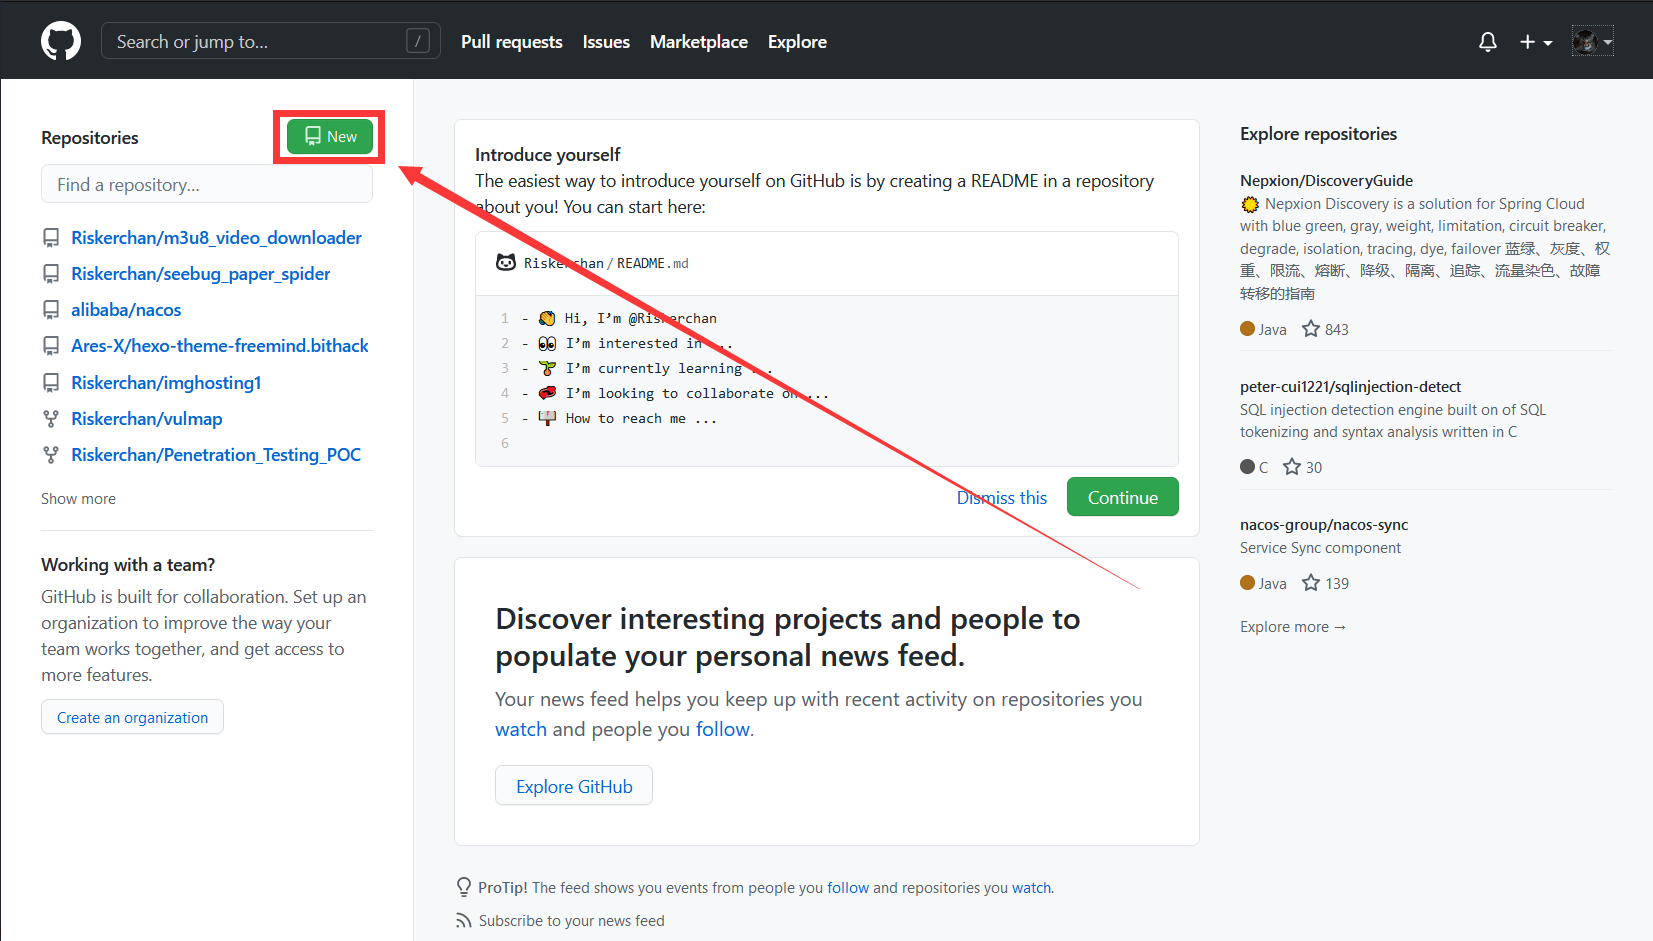 Search or jump to...
/
Pull requests
Issues
Marketplace
Explore
Repositories
New
Find a repository...
Riskerchan/m3u8_video_downloader
Riskerchan/seebug_paper_spider
alibaba/nacos
Ares-X/hexo-theme-freemind.bithack
Riskerchan/imghosting1
Riskerchan/vulmap
Riskerchan/Penetration_Testing_POC
Show more
Working with a team?
GitHub is built for collaboration. Set up an
organization to improve the way your
team works together, and get access to
more features.
Create an organization
Introduce yourself
The easiest way to introduce yourself on GitHub is by creating a README in a repository
about you! You can start here:
Riskerchan / README.md
1 - 👋 Hi, I’m @Riskerchan
2 - 👀 I’m interested in ...
3 - 🌱 I’m currently learning ...
4 - 💞️ I’m looking to collaborate on ...
5 - 📫 How to reach me ...
6
Dismiss this
Continue
Discover interesting projects and people to
populate your personal news feed.
Your news feed helps you keep up with recent activity on repositories you
watch and people you follow.
Explore GitHub
ProTip! The feed shows you events from people you follow and repositories you watch.
Subscribe to your news feed
Explore repositories
Nepxion/DiscoveryGuide
Nepxion Discovery is a solution for Spring Cloud
with blue green, gray, weight, limitation, circuit breaker,
degrade, isolation, tracing, dye, failover 蓝绿、灰度、权
重、限流、熔断、降级、隔离、追踪、流量染色、故障
转移的指南
Java 843
peter-cui1221/sqlinjection-detect
SQL injection detection engine built on of SQL
tokenizing and syntax analysis written in C
C 30
nacos-group/nacos-sync
Service Sync component
Java 139
Explore more →